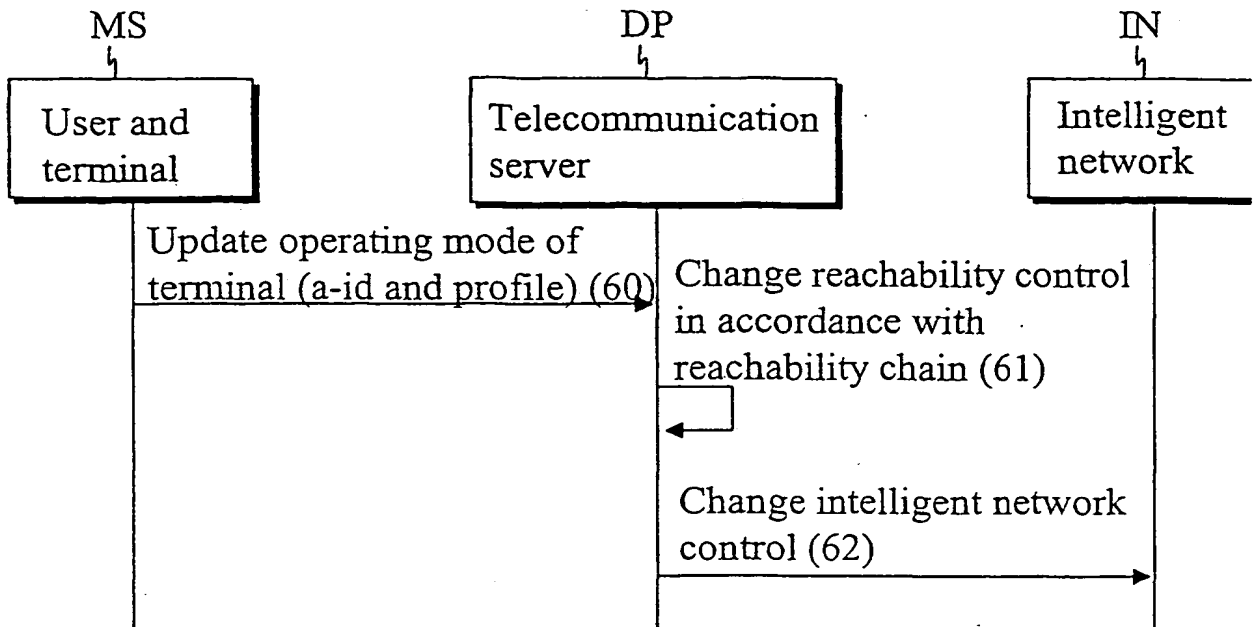 MS
DP
IN
User and
terminal
Telecommunication
server
Intelligent
network
Update operating mode of
terminal (a-id and profile) (60)
Change reachability control
in accordance with
reachability chain (61)
Change intelligent network
control (62)